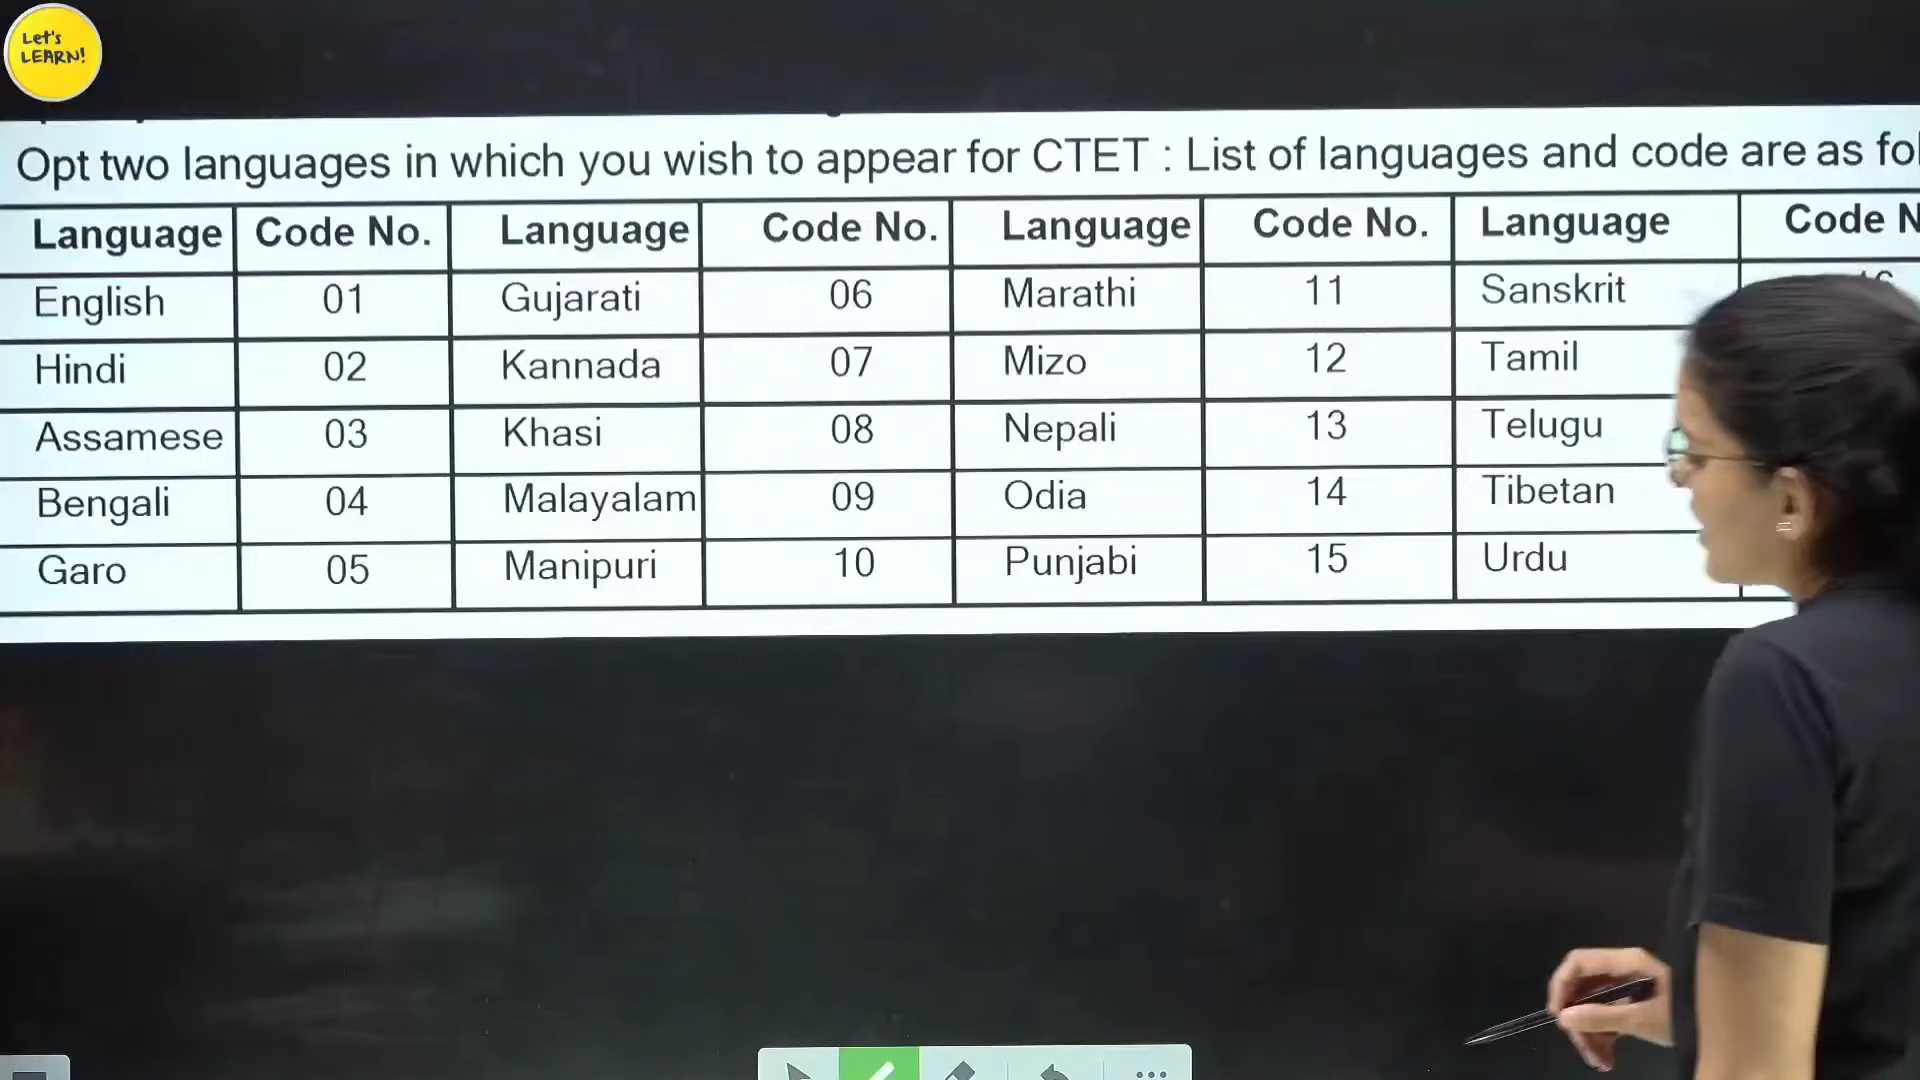 Let's
LEARN!
Opt two languages in which you wish to appear for CTET : List of languages and code are as
Language Code No. Language Code No. Language Code No. Language Code
English 01 Gujarati 06 Marathi 11 Sanskrit
Hindi 02 Kannada 07 Mizo 12 Tamil
Assamese 03 Khasi 08 Nepali 13 Telugu
Bengali 04 Malayalam 09 Odia 14 Tibetan
Garo 05 Manipuri 10 Punjabi 15 Urdu